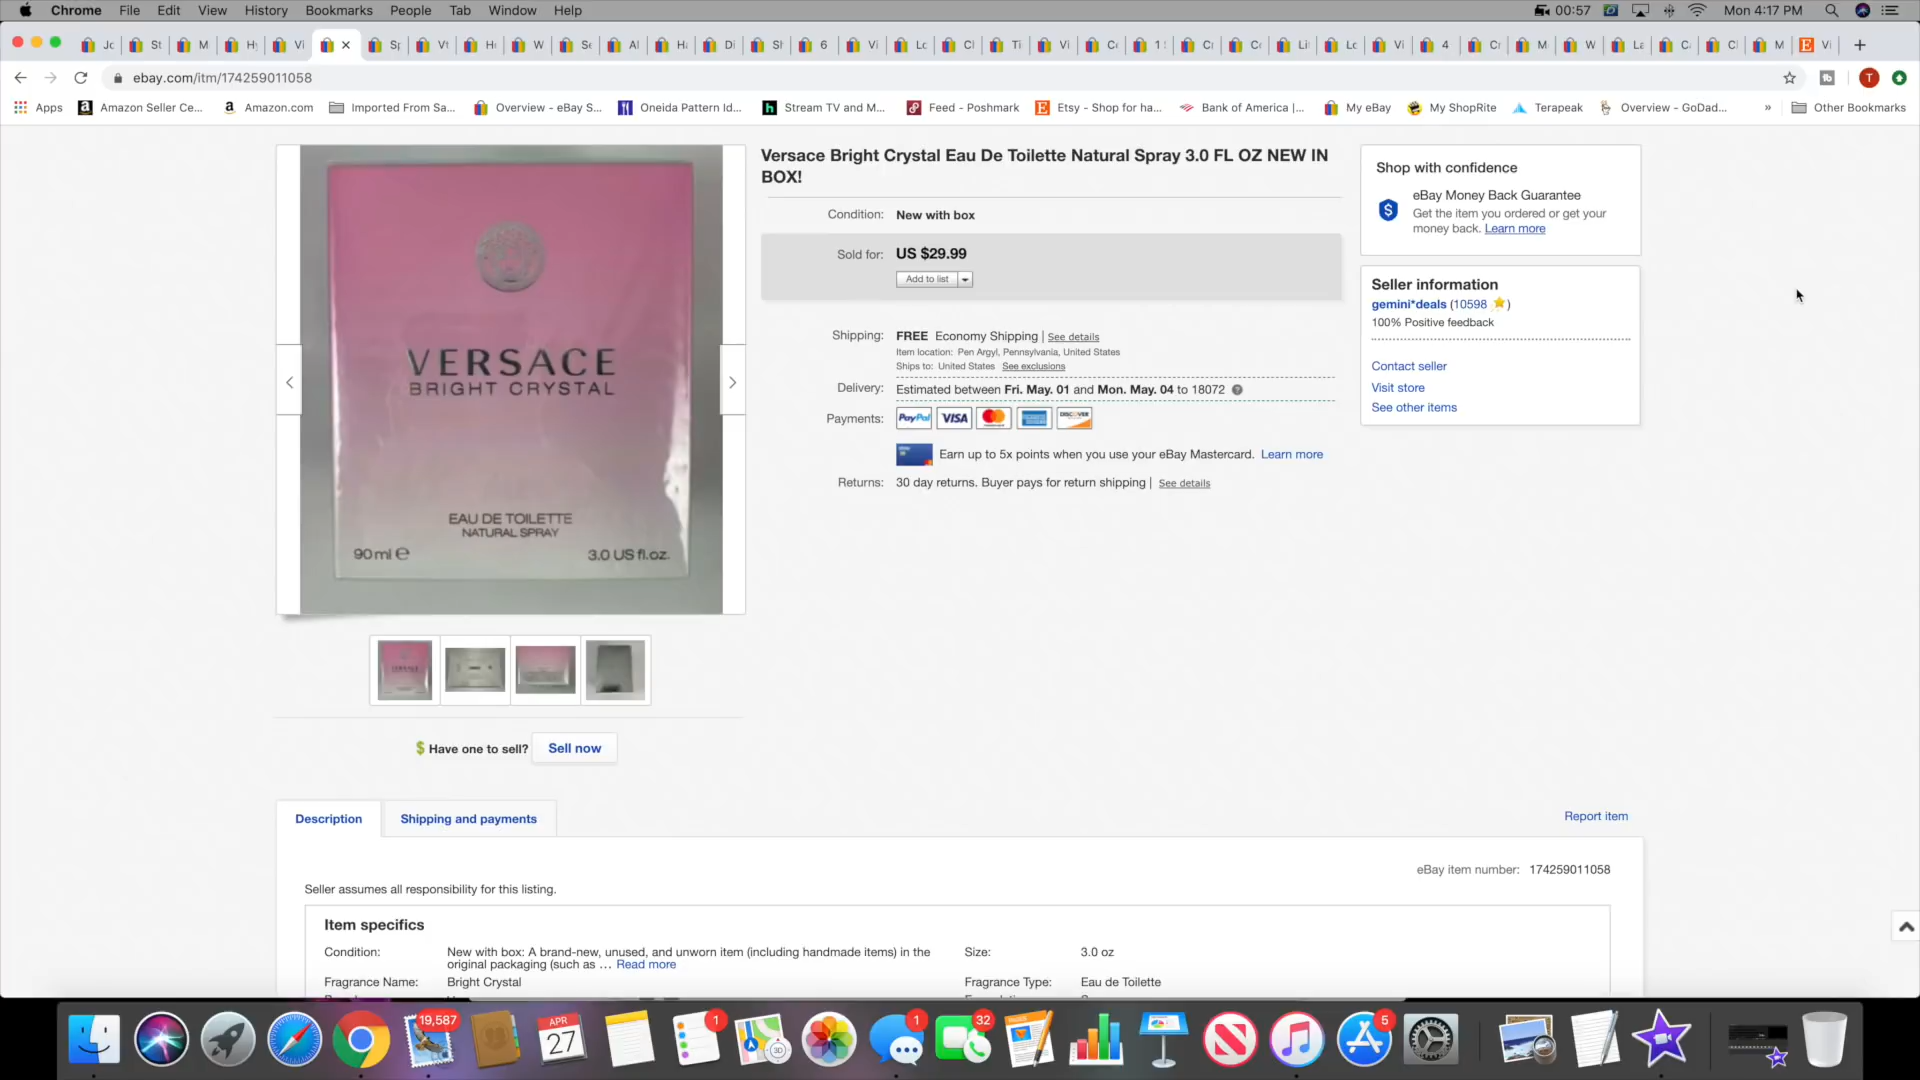 Chrome File Edit View History Bookmarks People Tab Window Help
00:57 Mon 4:17 PM
ebay.com/itm/174259011058
T
Apps Amazon Seller Ce... Amazon.com Imported From Sa... Overview - eBay S... Oneida Pattern Id... Stream TV and M... Feed - Poshmark Etsy - Shop for ha... Bank of America |... My eBay My ShopRite Terapeak Overview - GoDad... » Other Bookmarks
VERSACE
BRIGHT CRYSTAL
EAU DE TOILETTE
NATURAL SPRAY
90 ml e 3.0 US fl.oz.
Have one to sell? Sell now
Versace Bright Crystal Eau De Toilette Natural Spray 3.0 FL OZ NEW IN
BOX!
Condition: New with box
Sold for: US $29.99
Add to list
Shipping: FREE Economy Shipping | See details
Item location: Pen Argyl, Pennsylvania, United States
Ships to: United States See exclusions
Delivery: Estimated between Fri. May. 01 and Mon. May. 04 to 18072
Payments: PayPal VISA DISCOVER
Earn up to 5x points when you use your eBay Mastercard. Learn more
Returns: 30 day returns. Buyer pays for return shipping | See details
Shop with confidence
eBay Money Back Guarantee
Get the item you ordered or get your
money back. Learn more
Seller information
gemini*deals (10598 )
100% Positive feedback
Contact seller
Visit store
See other items
Description Shipping and payments
Report item
eBay item number: 174259011058
Seller assumes all responsibility for this listing.
Item specifics
Condition: New with box: A brand-new, unused, and unworn item (including handmade items) in the
original packaging (such as ... Read more
Size: 3.0 oz
Fragrance Name: Bright Crystal
Fragrance Type: Eau de Toilette
19,587 APR 27 1 1 32 5